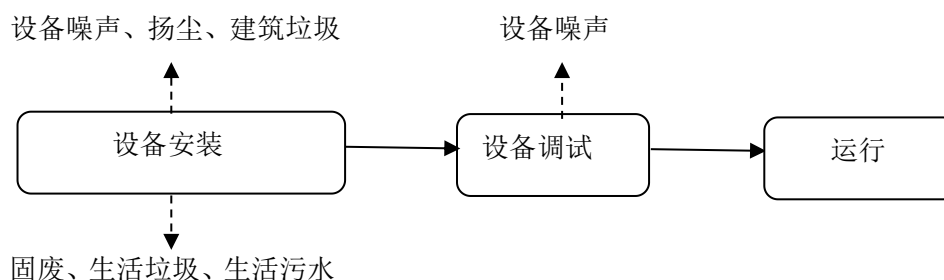 设备噪声、扬尘、建筑垃圾
设备噪声
设备安装
设备调试
运行
固废、生活垃圾、生活污水